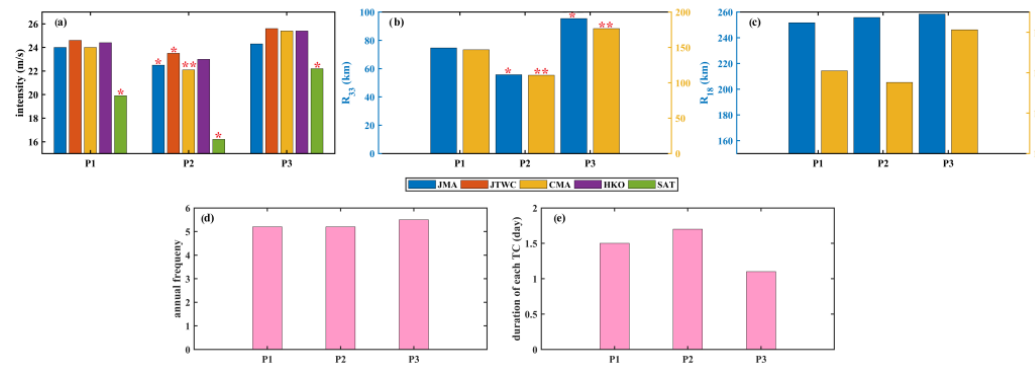 (a)
intensity (m/s)
26
24
22
20
18
16
*
*
*
**
*
*
P1
P2
P3
(b)
R33 (km)
100
80
60
40
20
0
200
150
100
50
0
*
**
*
**
P1
P2
P3
(c)
R18 (km)
260
240
220
200
180
160
P1
P2
P3
JMA
JTWC
CMA
HKO
SAT
(d)
annual frequeny
6
5
4
3
2
1
0
P1
P2
P3
(e)
duration of each TC (day)
2
1.5
1
0.5
0
P1
P2
P3